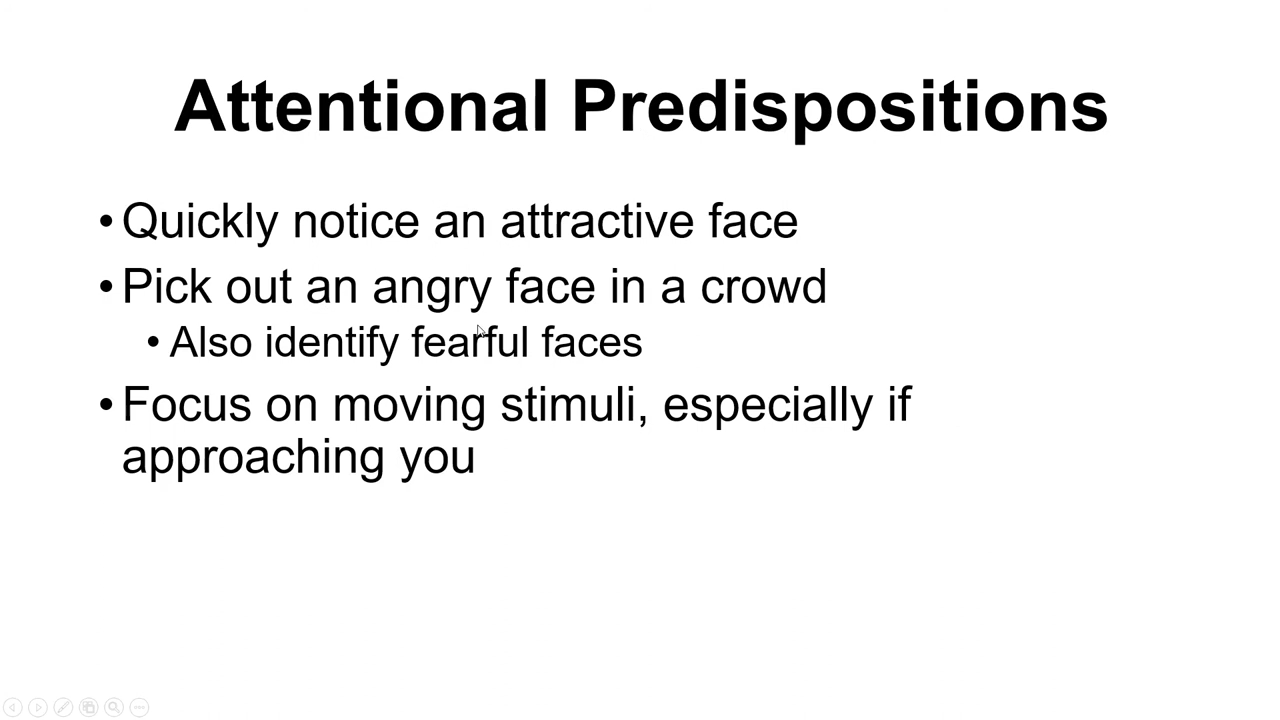 Attentional Predispositions
•Quickly notice an attractive face
•Pick out an angry face in a crowd
•Also identify fearful faces
•Focus on moving stimuli, especially if
approaching you